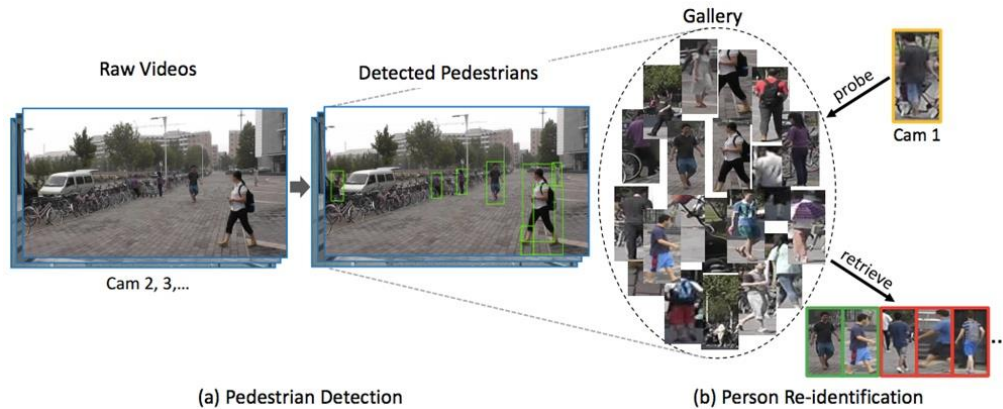 Gallery
Raw Videos
Detected Pedestrians
probe
Cam 1
Cam 2, 3,...
retrieve
...
(a) Pedestrian Detection
(b) Person Re-identification